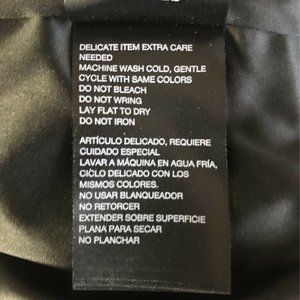 DELICATE ITEM EXTRA CARE
NEEDED
MACHINE WASH COLD, GENTLE
CYCLE WITH SAME COLORS
DO NOT BLEACH
DO NOT WRING
LAY FLAT TO DRY
DO NOT IRON
ARTÍCULO DELICADO, REQUIERE
CUIDADO ESPECIAL
LAVAR A MÁQUINA EN AGUA FRÍA,
CICLO DELICADO CON LOS
MISMOS COLORES.
NO USAR BLANQUEADOR
NO RETORCER
EXTENDER SOBRE SUPERFICIE
PLANA PARA SECAR
NO PLANCHAR